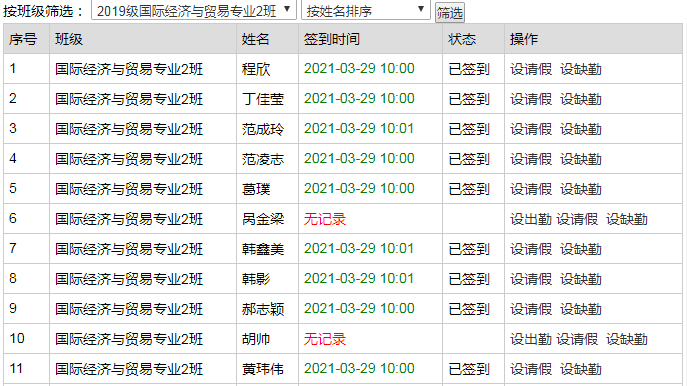 按班级筛选： 2019级国际经济与贸易专业2班 按姓名排序 筛选
序号 班级 姓名 签到时间 状态 操作
1 国际经济与贸易专业2班 程欣 2021-03-29 10:00 已签到 设请假 设缺勤
2 国际经济与贸易专业2班 丁佳莹 2021-03-29 10:00 已签到 设请假 设缺勤
3 国际经济与贸易专业2班 范成玲 2021-03-29 10:01 已签到 设请假 设缺勤
4 国际经济与贸易专业2班 范凌志 2021-03-29 10:00 已签到 设请假 设缺勤
5 国际经济与贸易专业2班 葛璞 2021-03-29 10:00 已签到 设请假 设缺勤
6 国际经济与贸易专业2班 呙金梁 无记录 设出勤 设请假 设缺勤
7 国际经济与贸易专业2班 韩鑫美 2021-03-29 10:01 已签到 设请假 设缺勤
8 国际经济与贸易专业2班 韩影 2021-03-29 10:01 已签到 设请假 设缺勤
9 国际经济与贸易专业2班 郝志颖 2021-03-29 10:00 已签到 设请假 设缺勤
10 国际经济与贸易专业2班 胡帅 无记录 设出勤 设请假 设缺勤
11 国际经济与贸易专业2班 黄玮伟 2021-03-29 10:00 已签到 设请假 设缺勤